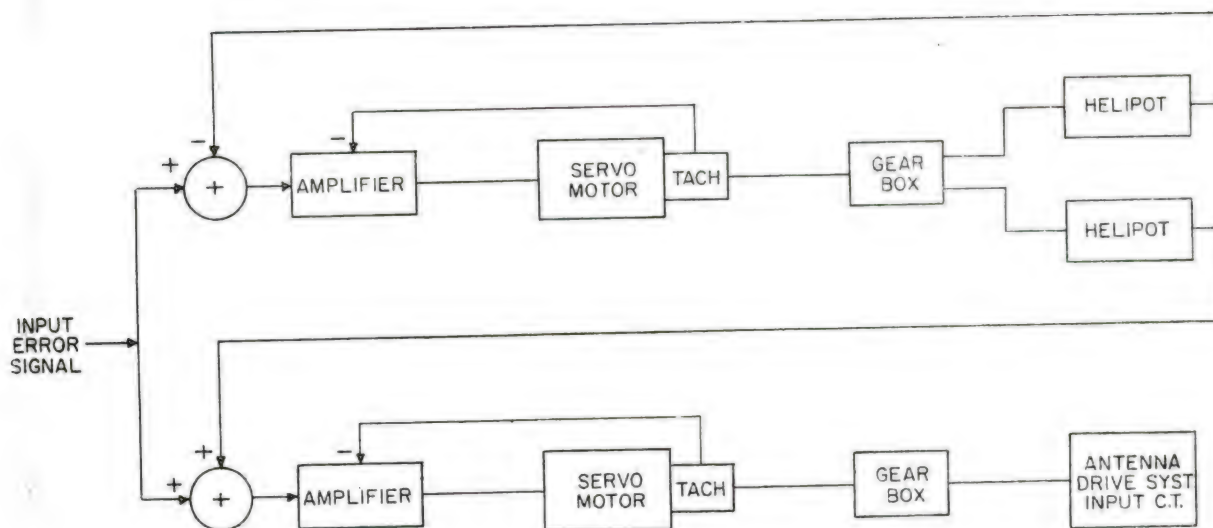 HELIPOT
−
−
+
+
AMPLIFIER
SERVO
MOTOR
TACH
GEAR
BOX
HELIPOT
INPUT
ERROR
SIGNAL
+
−
+
+
AMPLIFIER
SERVO
MOTOR
TACH
GEAR
BOX
ANTENNA
DRIVE SYST.
INPUT C.T.